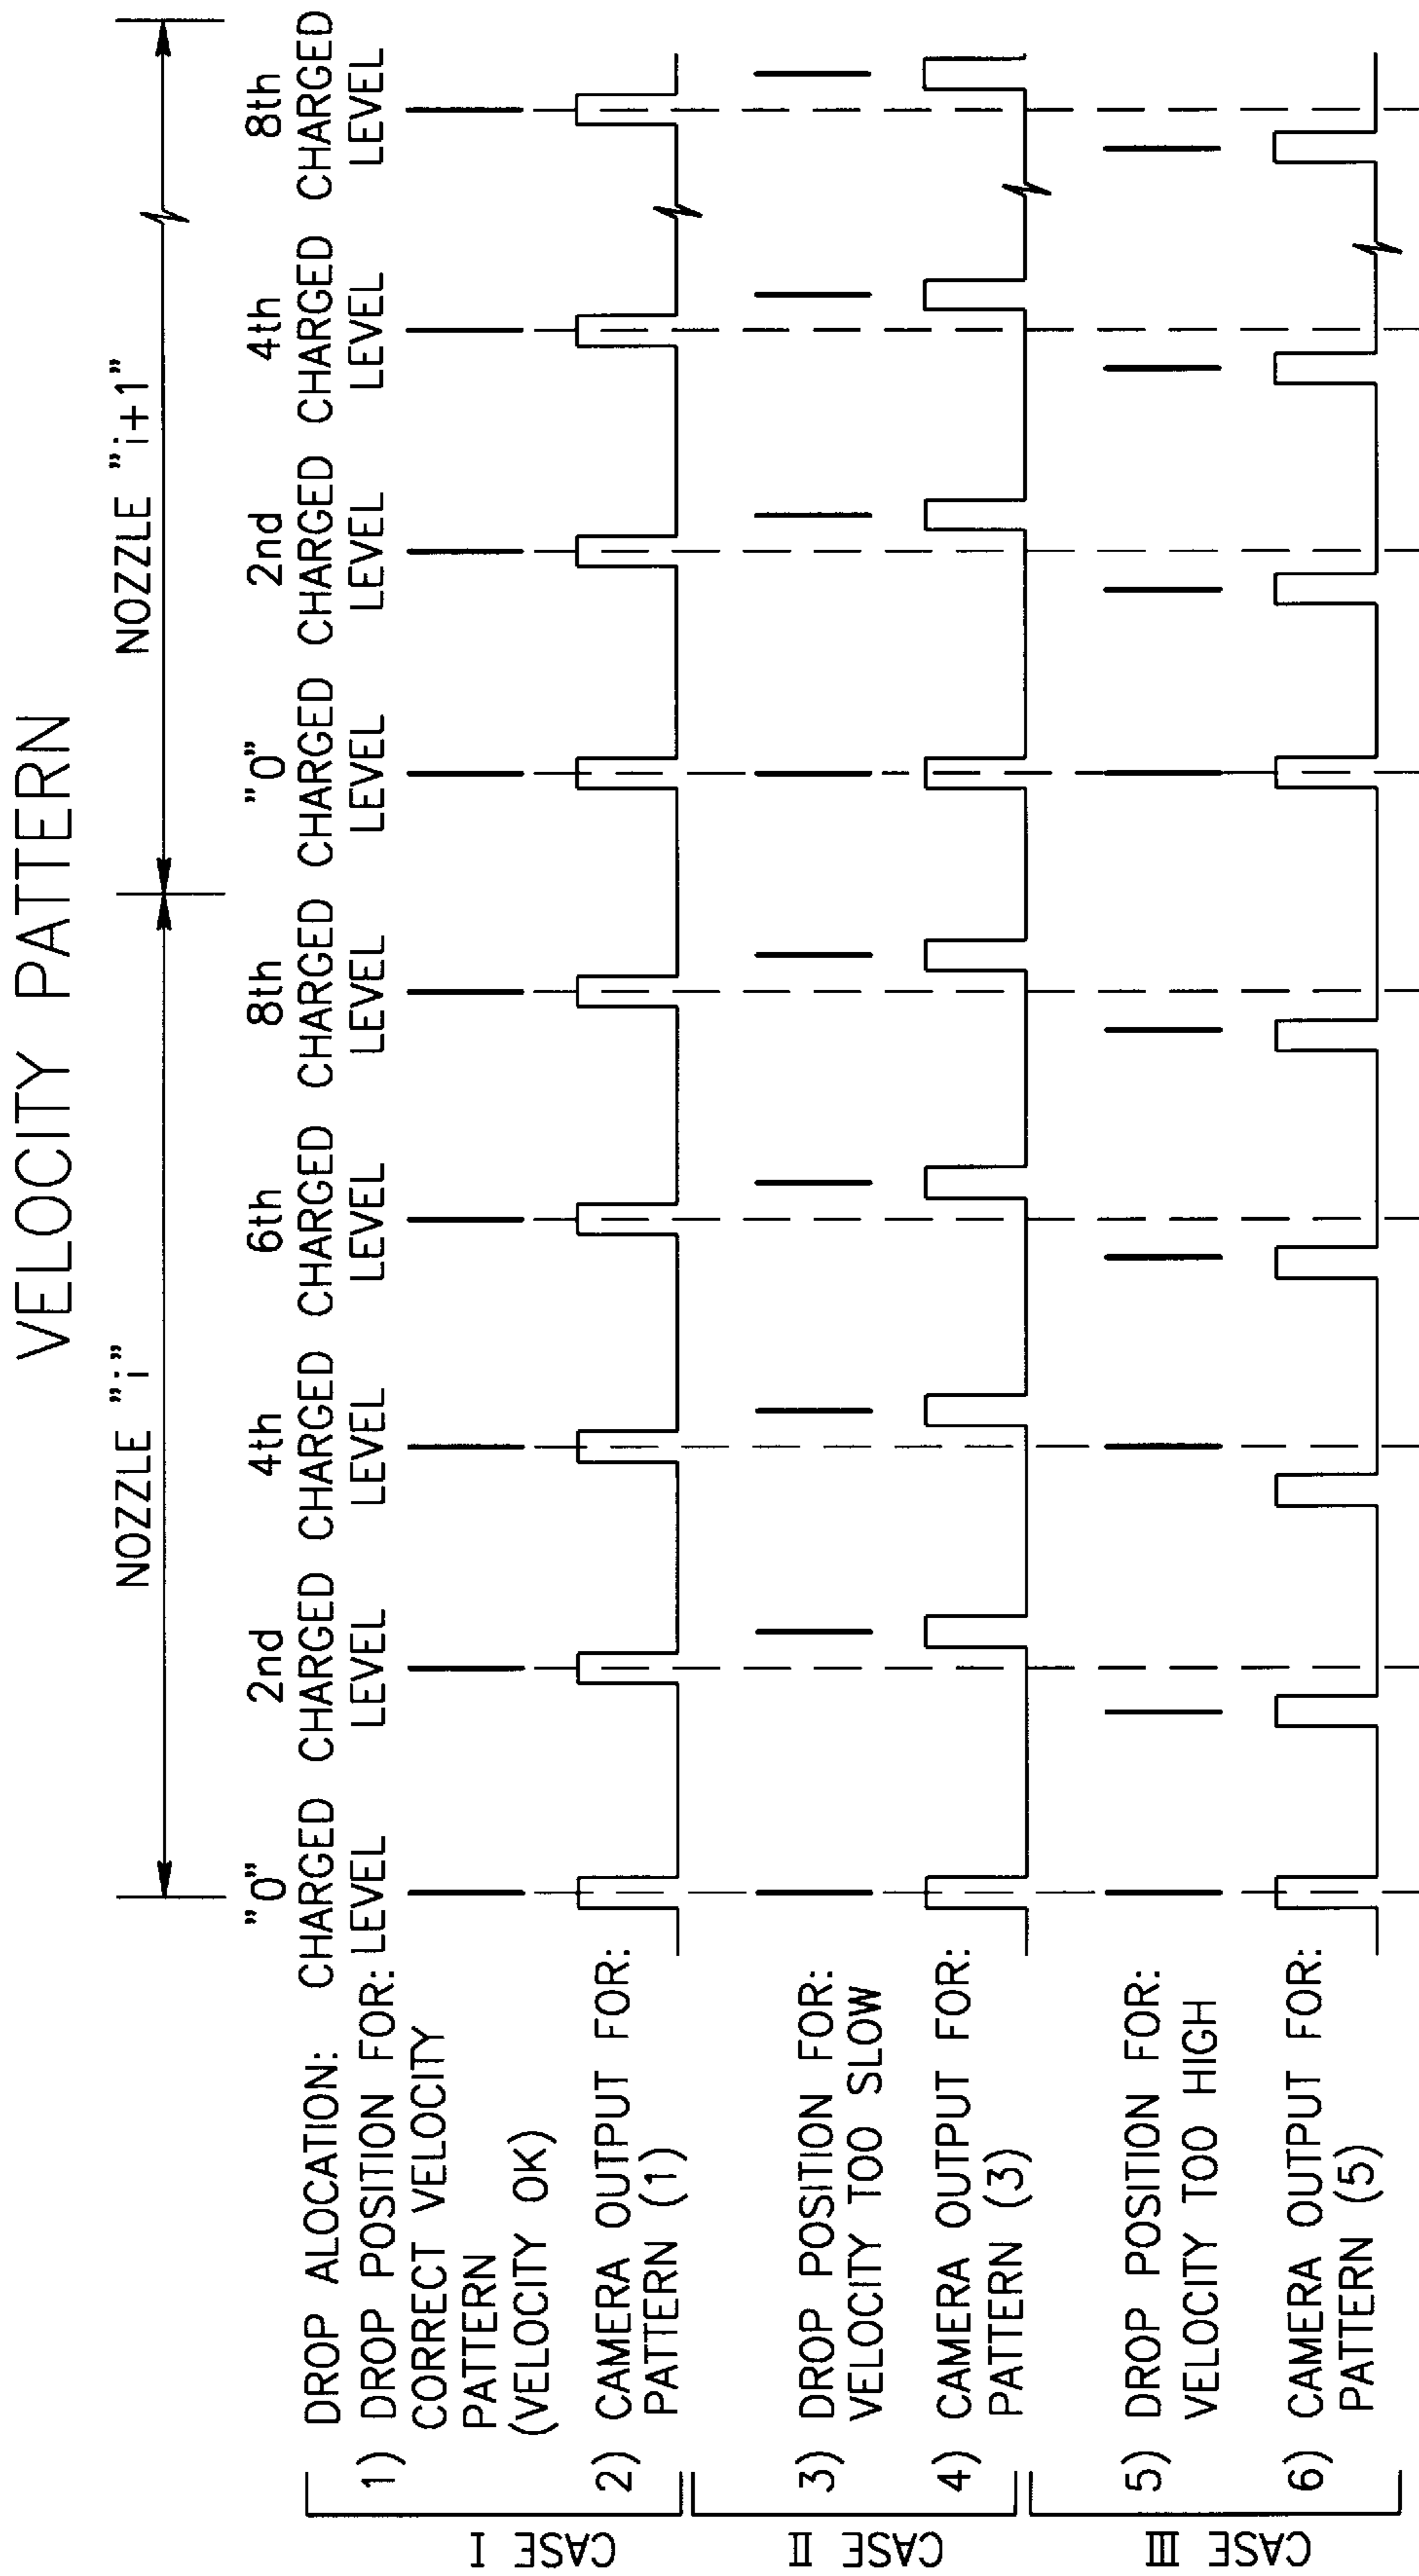 VELOCITY PATTERN
NOZZLE "i"
NOZZLE "i+1"
"0" 2nd 4th 6th 8th "0" 2nd 4th 8th
DROP ALOCATION: CHARGED CHARGED CHARGED CHARGED CHARGED CHARGED CHARGED CHARGED CHARGED
1) DROP POSITION FOR: LEVEL LEVEL LEVEL LEVEL LEVEL LEVEL LEVEL LEVEL LEVEL
CORRECT VELOCITY
PATTERN
(VELOCITY OK)
2) CAMERA OUTPUT FOR:
PATTERN (1)
CASE I
3) DROP POSITION FOR:
VELOCITY TOO SLOW
4) CAMERA OUTPUT FOR:
PATTERN (3)
CASE II
5) DROP POSITION FOR:
VELOCITY TOO HIGH
6) CAMERA OUTPUT FOR:
PATTERN (5)
CASE III